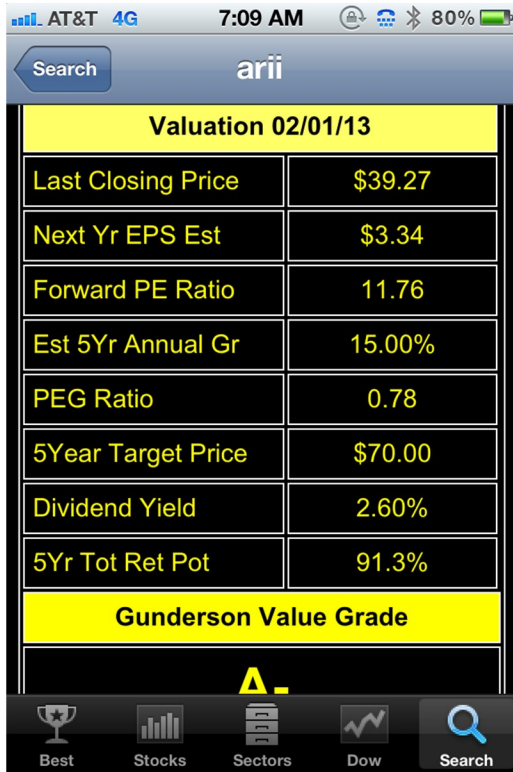 AT&T 4G 7:09 AM 80%
Search arii
Valuation 02/01/13
Last Closing Price $39.27
Next Yr EPS Est $3.34
Forward PE Ratio 11.76
Est 5Yr Annual Gr 15.00%
PEG Ratio 0.78
5Year Target Price $70.00
Dividend Yield 2.60%
5Yr Tot Ret Pot 91.3%
Gunderson Value Grade
A-
Best Stocks Sectors Dow Search